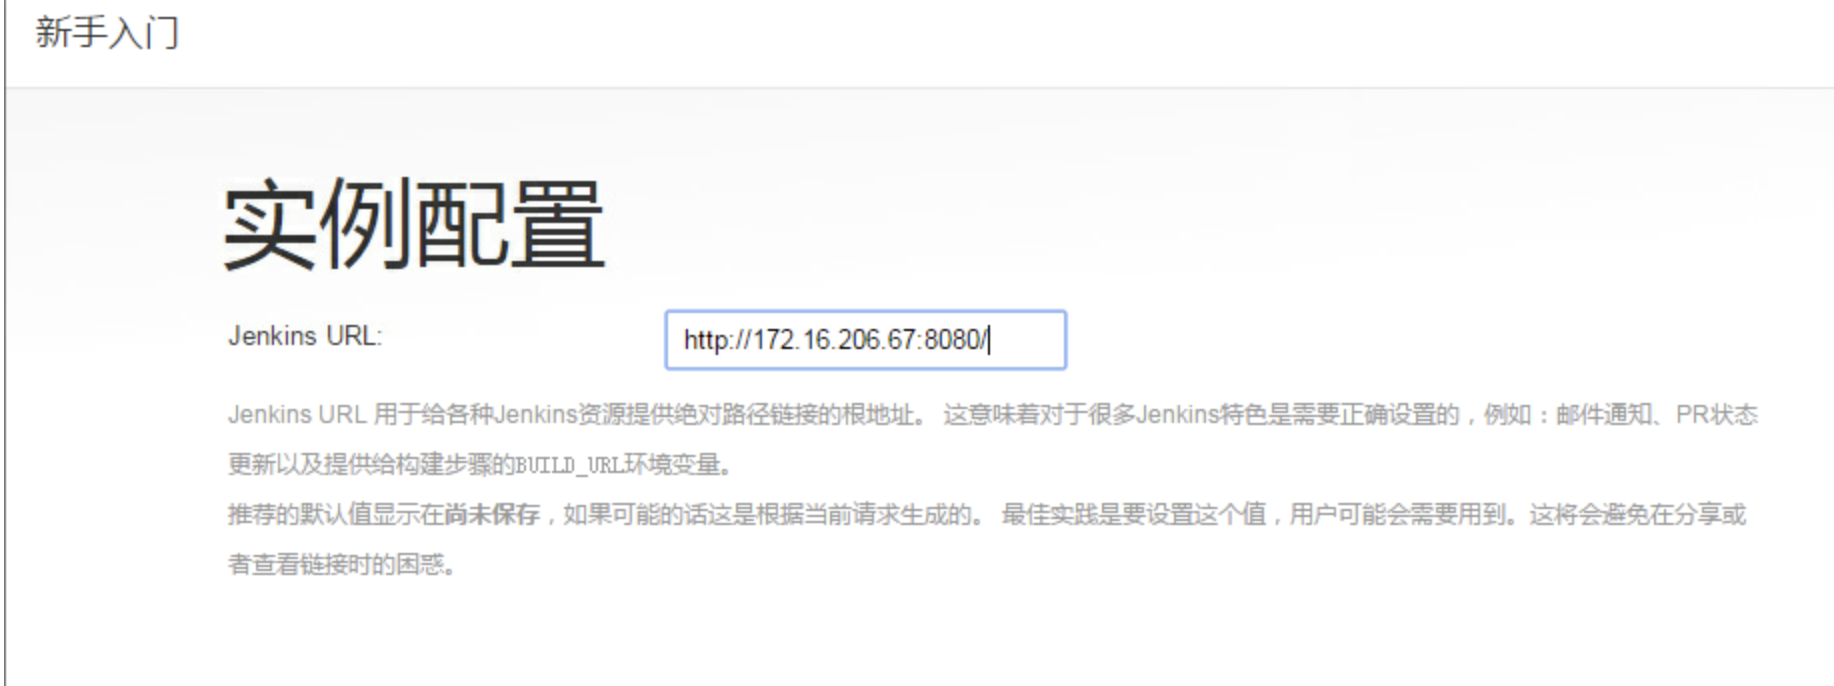 新手入门
实例配置
Jenkins URL:
http://172.16.206.67:8080/
Jenkins URL 用于给各种Jenkins资源提供绝对路径链接的根地址。 这意味着对于很多Jenkins特色是需要正确设置的，例如：邮件通知、PR状态
更新以及提供给构建步骤的BUILD_URL环境变量。
推荐的默认值显示在尚未保存，如果可能的话这是根据当前请求生成的。 最佳实践是要设置这个值，用户可能会需要用到。这将会避免在分享或
者查看链接时的困惑。